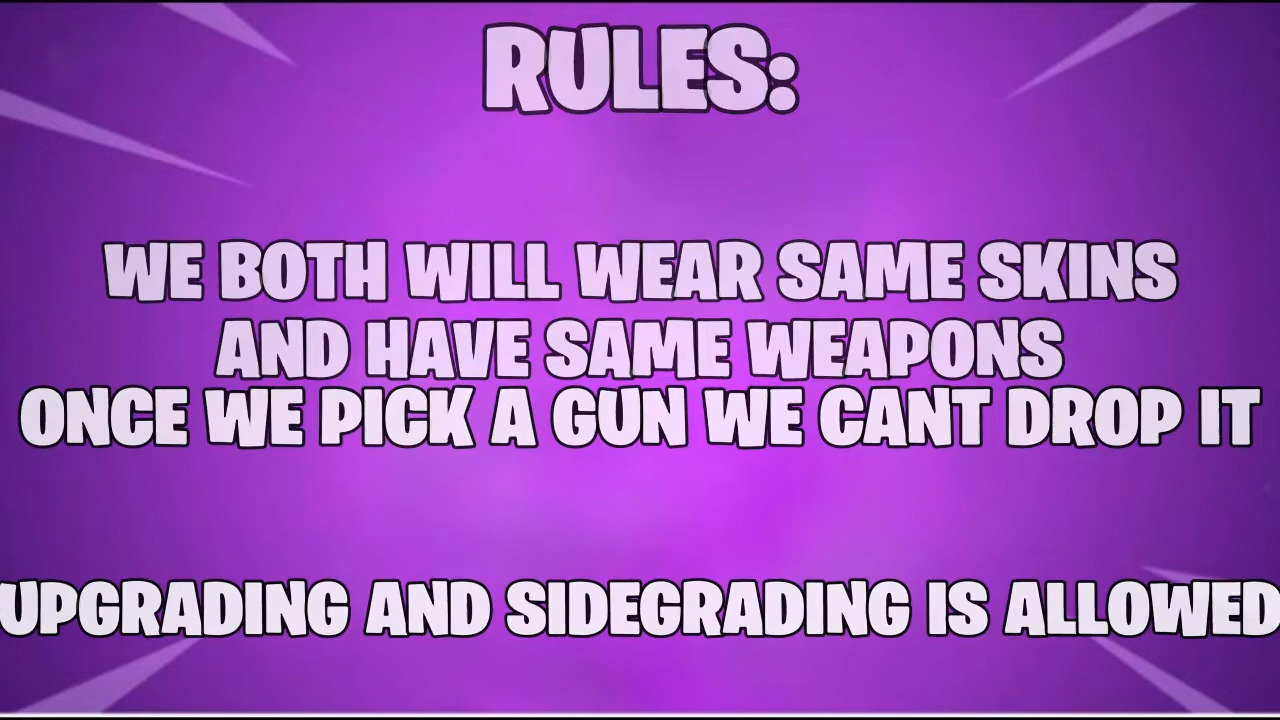 RULES:
WE BOTH WILL WEAR SAME SKINS
AND HAVE SAME WEAPONS
ONCE WE PICK A GUN WE CANT DROP IT
UPGRADING AND SIDEGRADING IS ALLOWED